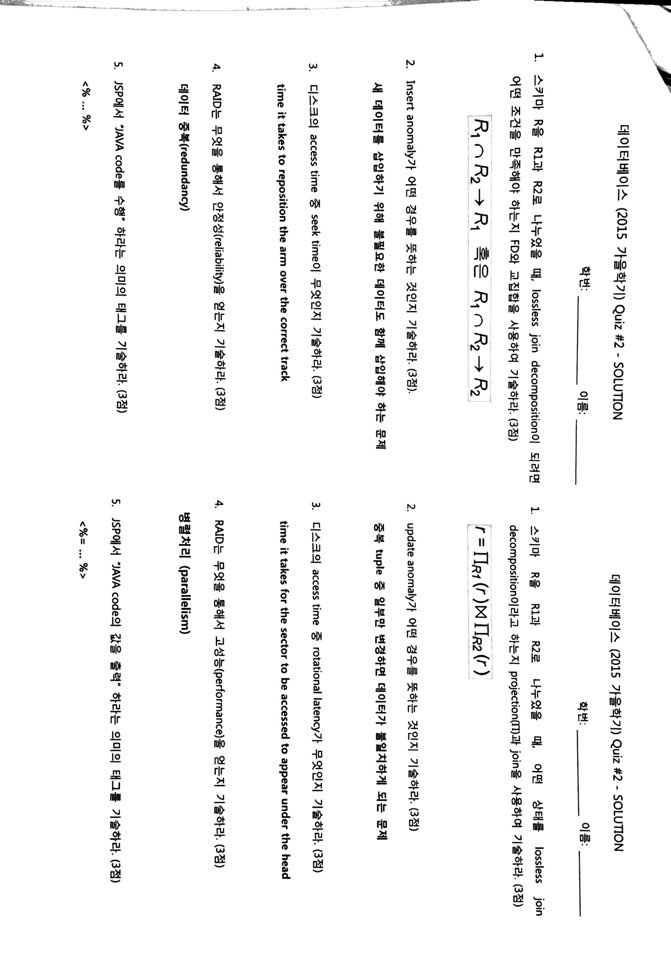 데이터베이스 (2015 가을학기) Quiz #2 - SOLUTION
학번: ____________ 이름: __________
1. 스키마 R을 R1과 R2로 나누었을 때, lossless join decomposition이 되려면
어떤 조건을 만족해야 하는지 FD와 교집합을 사용하여 기술하라. (3점)
R₁ ∩ R₂ → R₁ 혹은 R₁ ∩ R₂ → R₂
2. Insert anomaly가 어떤 경우를 뜻하는 것인지 기술하라. (3점).
새 데이터를 삽입하기 위해 불필요한 데이터도 함께 삽입해야 하는 문제
3. 디스크의 access time 중 seek time이 무엇인지 기술하라. (3점)
time it takes to reposition the arm over the correct track
4. RAID는 무엇을 통해서 안정성(reliability)을 얻는지 기술하라. (3점)
데이터 중복(redundancy)
5. JSP에서 "JAVA code를 수행" 하라는 의미의 태그를 기술하라. (3점)
<% ... %>
데이터베이스 (2015 가을학기) Quiz #2 - SOLUTION
학번: ____________ 이름: __________
1. 스키마 R을 R1과 R2로 나누었을 때, 어떤 상태를 lossless join
decomposition이라고 하는지 projection(Π)과 join을 사용하여 기술하라. (3점)
r = ∏R1 (r) ⋈ ∏R2 (r)
2. update anomaly가 어떤 경우를 뜻하는 것인지 기술하라. (3점)
중복 tuple 중 일부만 변경하면 데이터가 불일치하게 되는 문제
3. 디스크의 access time 중 rotational latency가 무엇인지 기술하라. (3점)
time it takes for the sector to be accessed to appear under the head
4. RAID는 무엇을 통해서 고성능(performance)을 얻는지 기술하라. (3점)
병렬처리 (parallelism)
5. JSP에서 "JAVA code의 값을 출력" 하라는 의미의 태그를 기술하라. (3점)
<%= ... %>